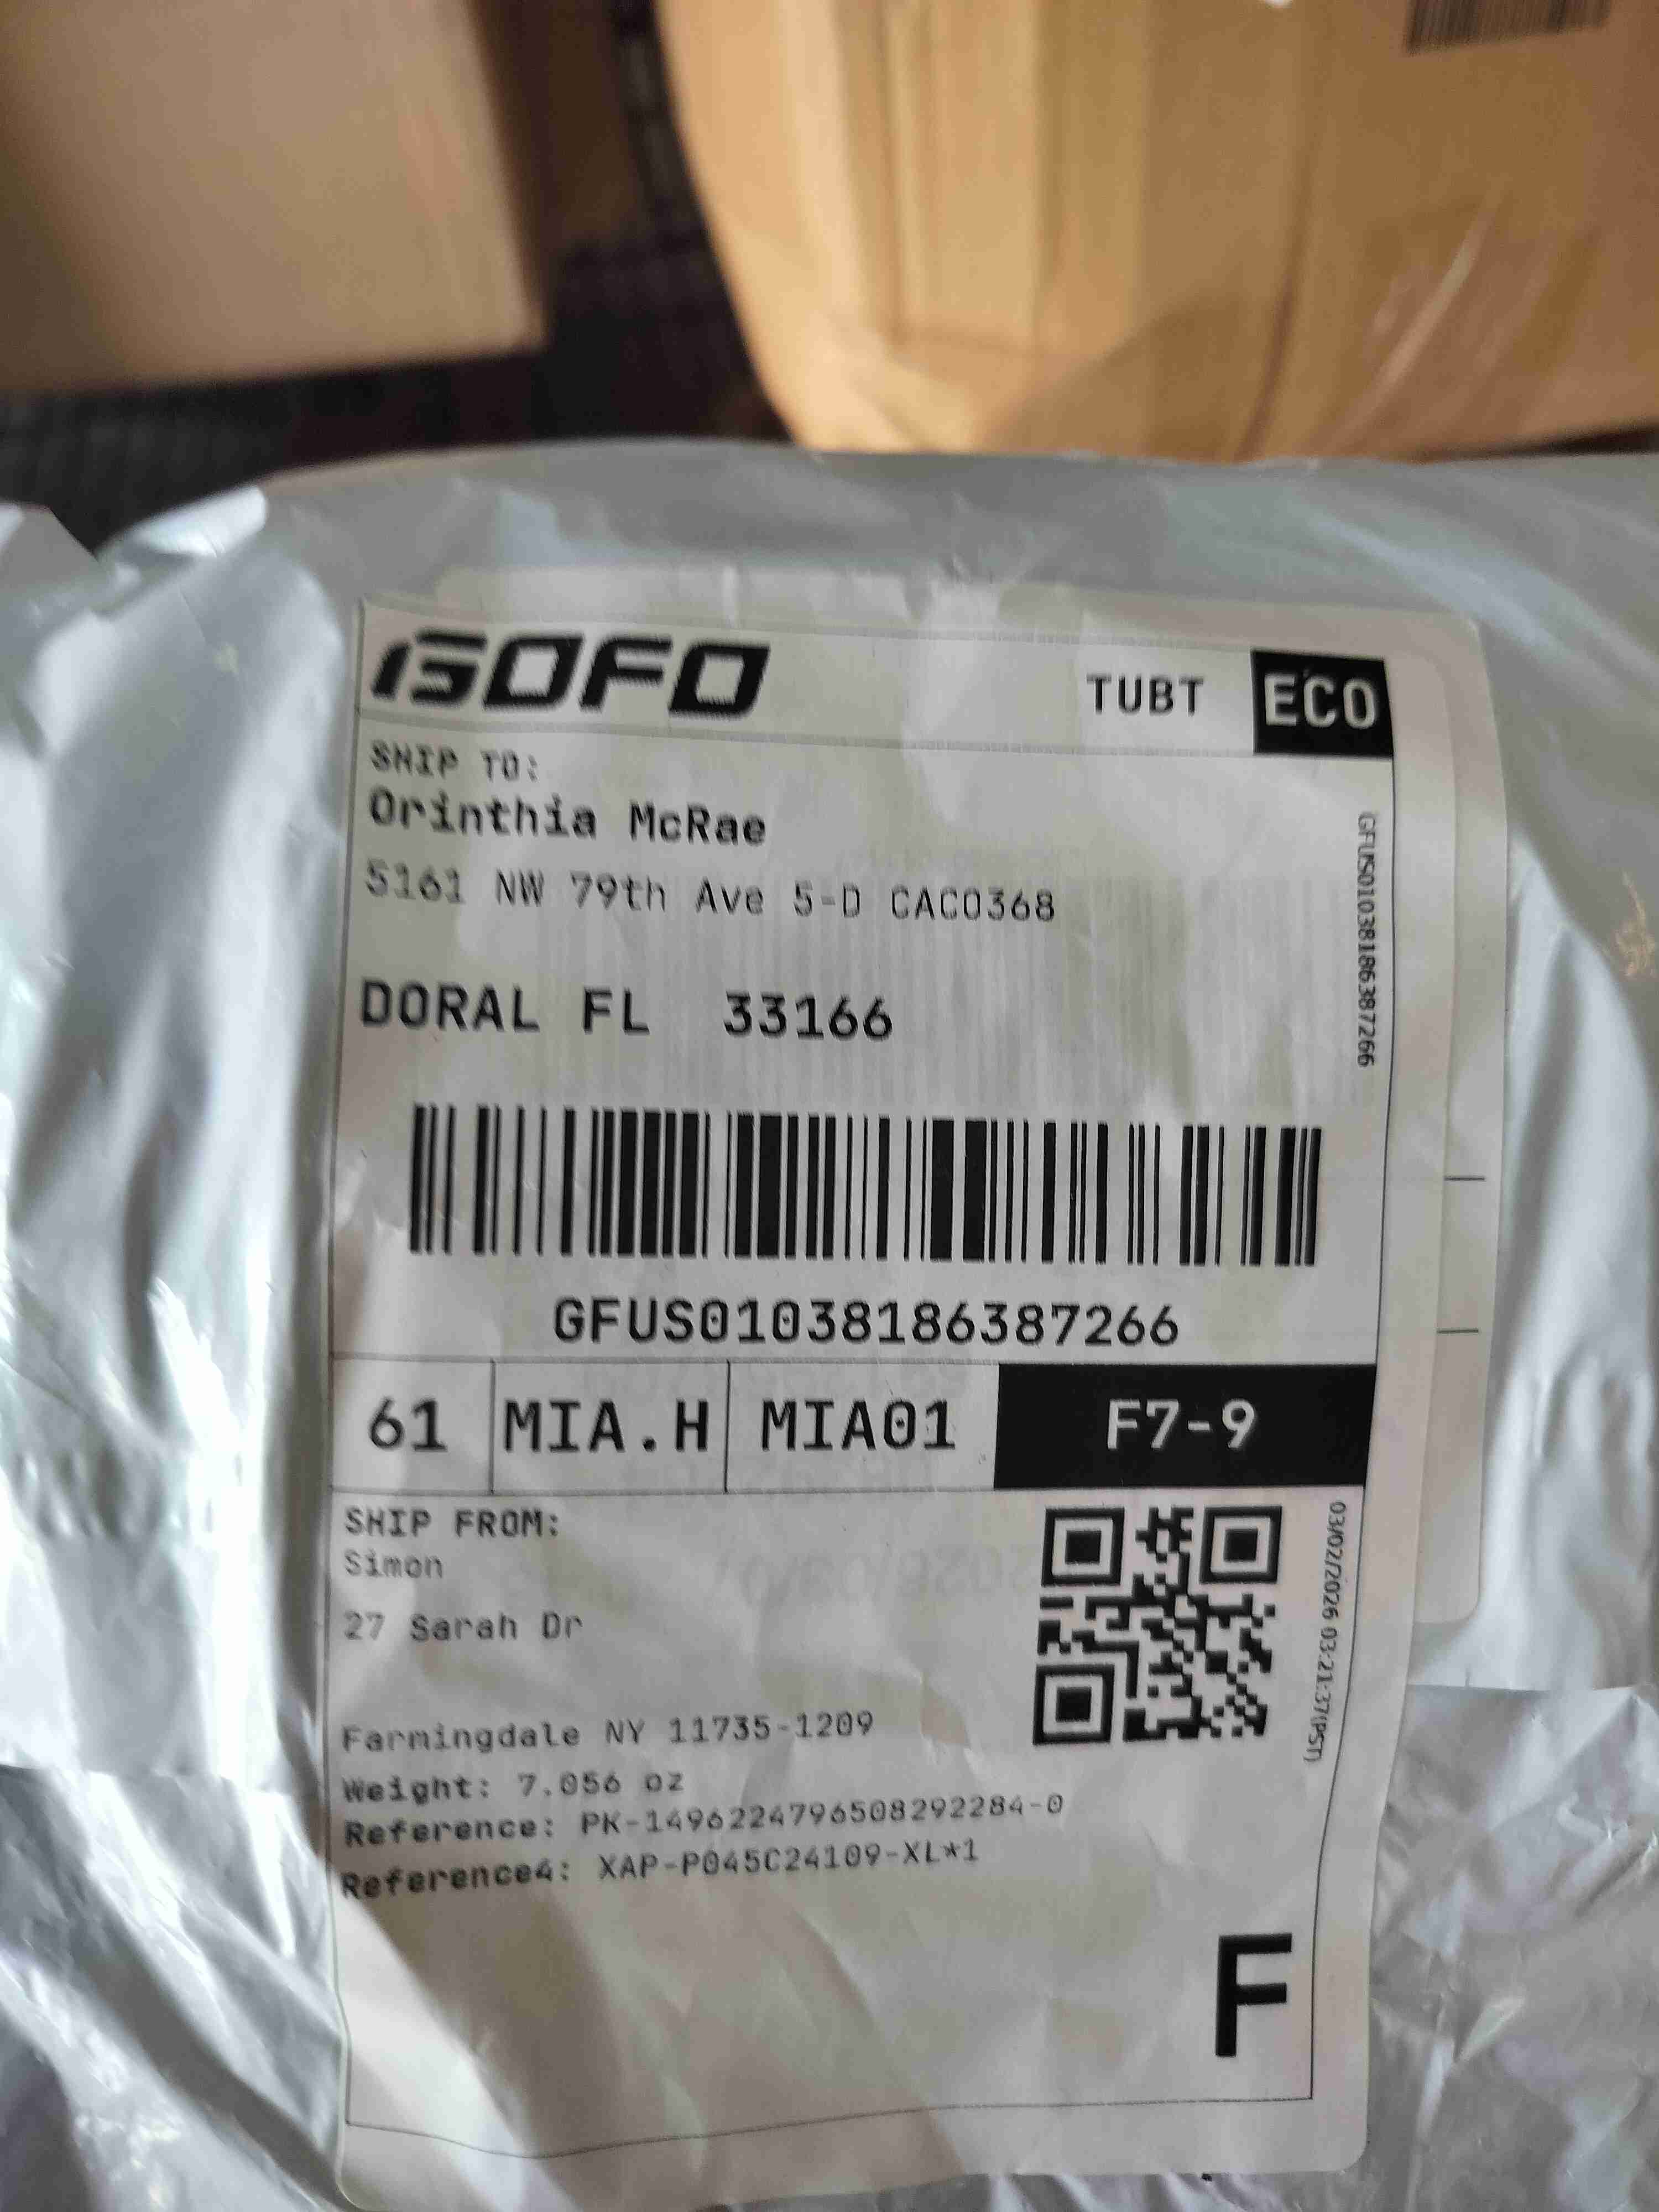 GOFO TUBT ECO
SHIP TO:
Orinthia McRae
5161 NW 79th Ave 5-D CACO368
DORAL FL 33166
GFUS01038186387266
GFUS01038186387266
61 MIA.H MIA01 F7-9
SHIP FROM:
Simon
27 Sarah Dr
Farmingdale NY 11735-1209
Weight: 7.056 oz
Reference: PK-1496224796508292284-0
Reference4: XAP-P045C24109-XL*1
03/02/2026 03:21:37(PST)
F